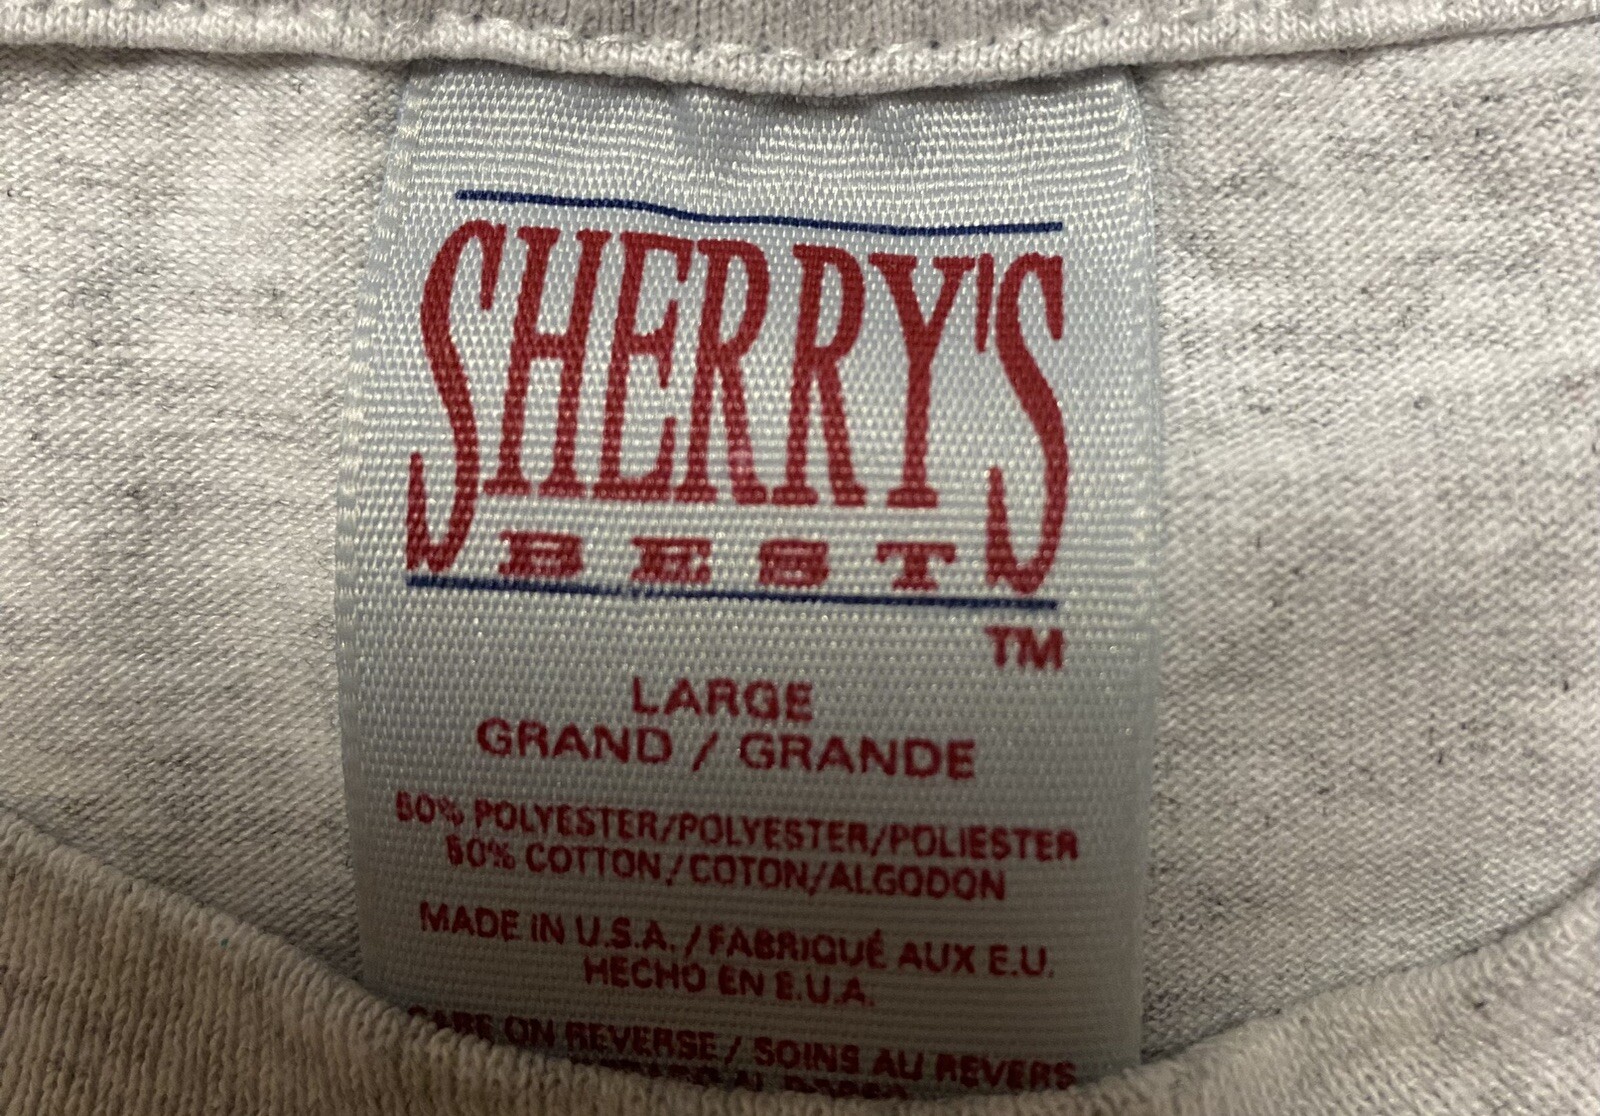 SHERRY'S
BEST
TM
LARGE
GRAND / GRANDE
50% POLYESTER/POLYESTER/POLIESTER
50% COTTON/COTON/ALGODON
MADE IN U.S.A. / FABRIQUÉ AUX E.U.
HECHO EN E.U.A.
CARE ON REVERSE / SOINS AU REVERS